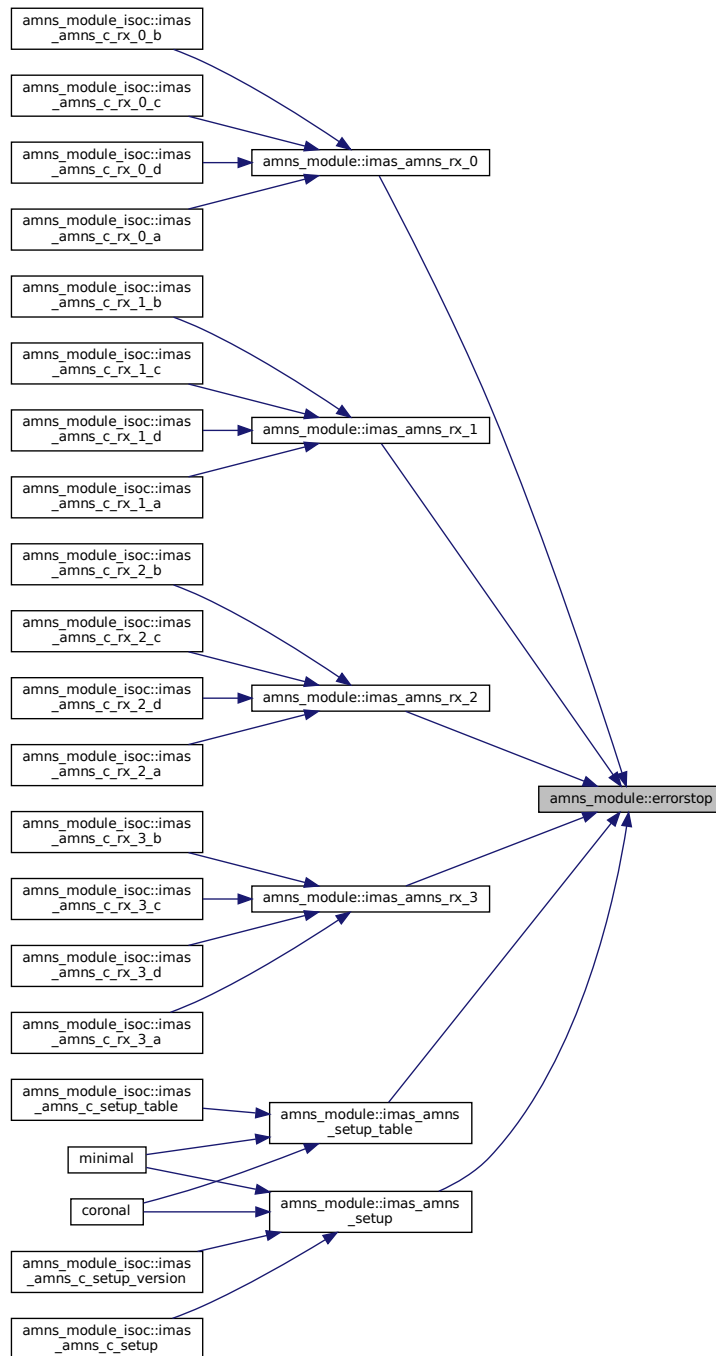 amns_module_isoc::imas
_amns_c_rx_0_b
amns_module_isoc::imas
_amns_c_rx_0_c
amns_module_isoc::imas
_amns_c_rx_0_d
amns_module_isoc::imas
_amns_c_rx_0_a
amns_module::imas_amns_rx_0
amns_module_isoc::imas
_amns_c_rx_1_b
amns_module_isoc::imas
_amns_c_rx_1_c
amns_module_isoc::imas
_amns_c_rx_1_d
amns_module_isoc::imas
_amns_c_rx_1_a
amns_module::imas_amns_rx_1
amns_module_isoc::imas
_amns_c_rx_2_b
amns_module_isoc::imas
_amns_c_rx_2_c
amns_module_isoc::imas
_amns_c_rx_2_d
amns_module_isoc::imas
_amns_c_rx_2_a
amns_module::imas_amns_rx_2
amns_module::errorstop
amns_module_isoc::imas
_amns_c_rx_3_b
amns_module_isoc::imas
_amns_c_rx_3_c
amns_module_isoc::imas
_amns_c_rx_3_d
amns_module_isoc::imas
_amns_c_rx_3_a
amns_module::imas_amns_rx_3
amns_module_isoc::imas
_amns_c_setup_table
minimal
coronal
amns_module::imas_amns
_setup_table
amns_module::imas_amns
_setup
amns_module_isoc::imas
_amns_c_setup_version
amns_module_isoc::imas
_amns_c_setup